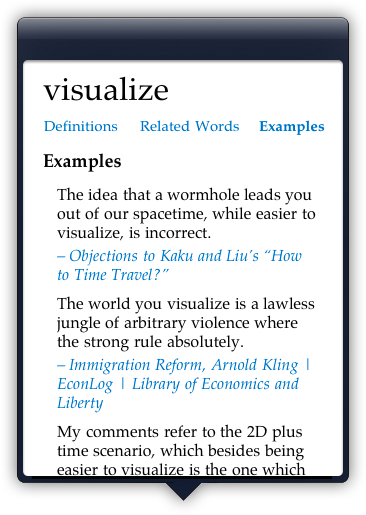 visualize
Definitions Related Words Examples
Examples
The idea that a wormhole leads you
out of our spacetime, while easier to
visualize, is incorrect.
– Objections to Kaku and Liu's “How
to Time Travel?”
The world you visualize is a lawless
jungle of arbitrary violence where
the strong rule absolutely.
– Immigration Reform, Arnold Kling |
EconLog | Library of Economics and
Liberty
My comments refer to the 2D plus
time scenario, which besides being
easier to visualize is the one which